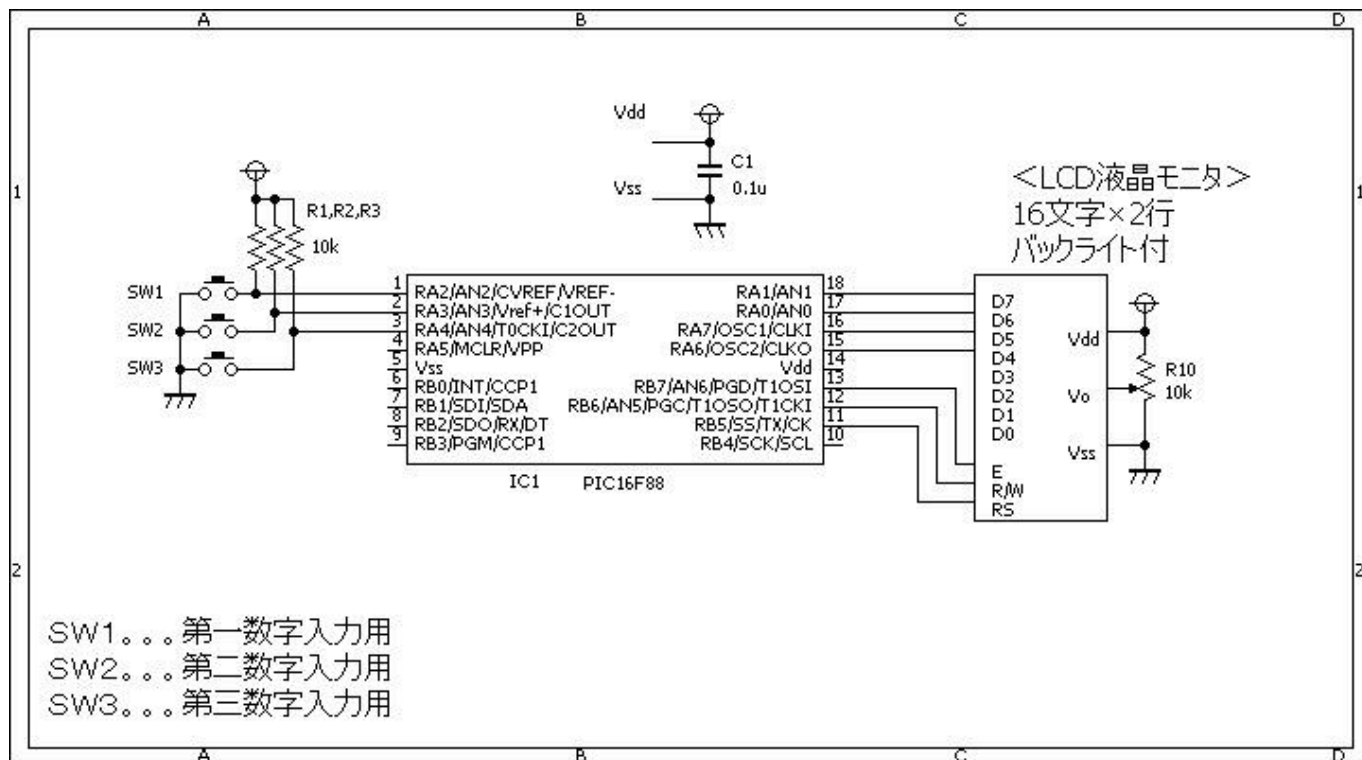 A B C D
1 1
Vdd
C1
0.1u
Vss
R1,R2,R3
10k
<LCD液晶モニタ>
16文字×2行
バックライト付
SW1
SW2
SW3
1 RA2/AN2/CVREF/VREF-
2 RA3/AN3/Vref+/C1OUT
3 RA4/AN4/T0CKI/C2OUT
4 RA5/MCLR/VPP
5 Vss
6 RB0/INT/CCP1
7 RB1/SDI/SDA
8 RB2/SDO/RX/DT
9 RB3/PGM/CCP1
RA1/AN1 18
RA0/AN0 17
RA7/OSC1/CLKI 16
RA6/OSC2/CLKO 15
Vdd 14
RB7/AN6/PGD/T1OSI 13
RB6/AN5/PGC/T1OSO/T1CKI 12
RB5/SS/TX/CK 11
RB4/SCK/SCL 10
IC1 PIC16F88
D7
D6
D5
D4
D3
D2
D1
D0
E
R/W
RS
Vdd
Vo
Vss
R10
10k
2 2
SW1。。。第一数字入力用
SW2。。。第二数字入力用
SW3。。。第三数字入力用
A B C D